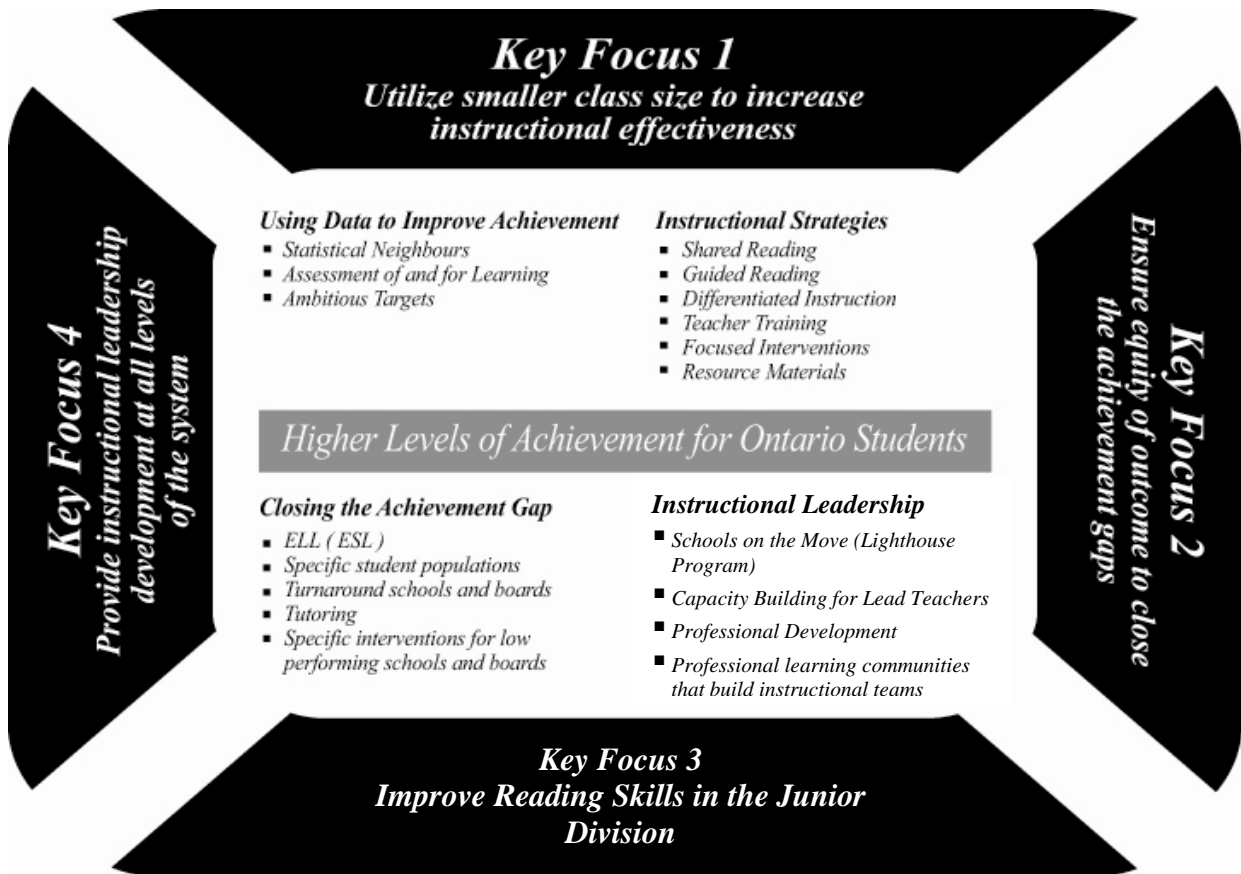 Key Focus 1
Utilize smaller class size to increase
instructional effectiveness
Key Focus 4
Provide instructional leadership
development at all levels
of the system
Using Data to Improve Achievement
▪ Statistical Neighbours
▪ Assessment of and for Learning
▪ Ambitious Targets
Instructional Strategies
▪ Shared Reading
▪ Guided Reading
▪ Differentiated Instruction
▪ Teacher Training
▪ Focused Interventions
▪ Resource Materials
Key Focus 2
Ensure equity of outcome to close
the achievement gaps
Higher Levels of Achievement for Ontario Students
Closing the Achievement Gap
▪ ELL ( ESL )
▪ Specific student populations
▪ Turnaround schools and boards
▪ Tutoring
▪ Specific interventions for low
performing schools and boards
Instructional Leadership
▪ Schools on the Move (Lighthouse
Program)
▪ Capacity Building for Lead Teachers
▪ Professional Development
▪ Professional learning communities
that build instructional teams
Key Focus 3
Improve Reading Skills in the Junior
Division